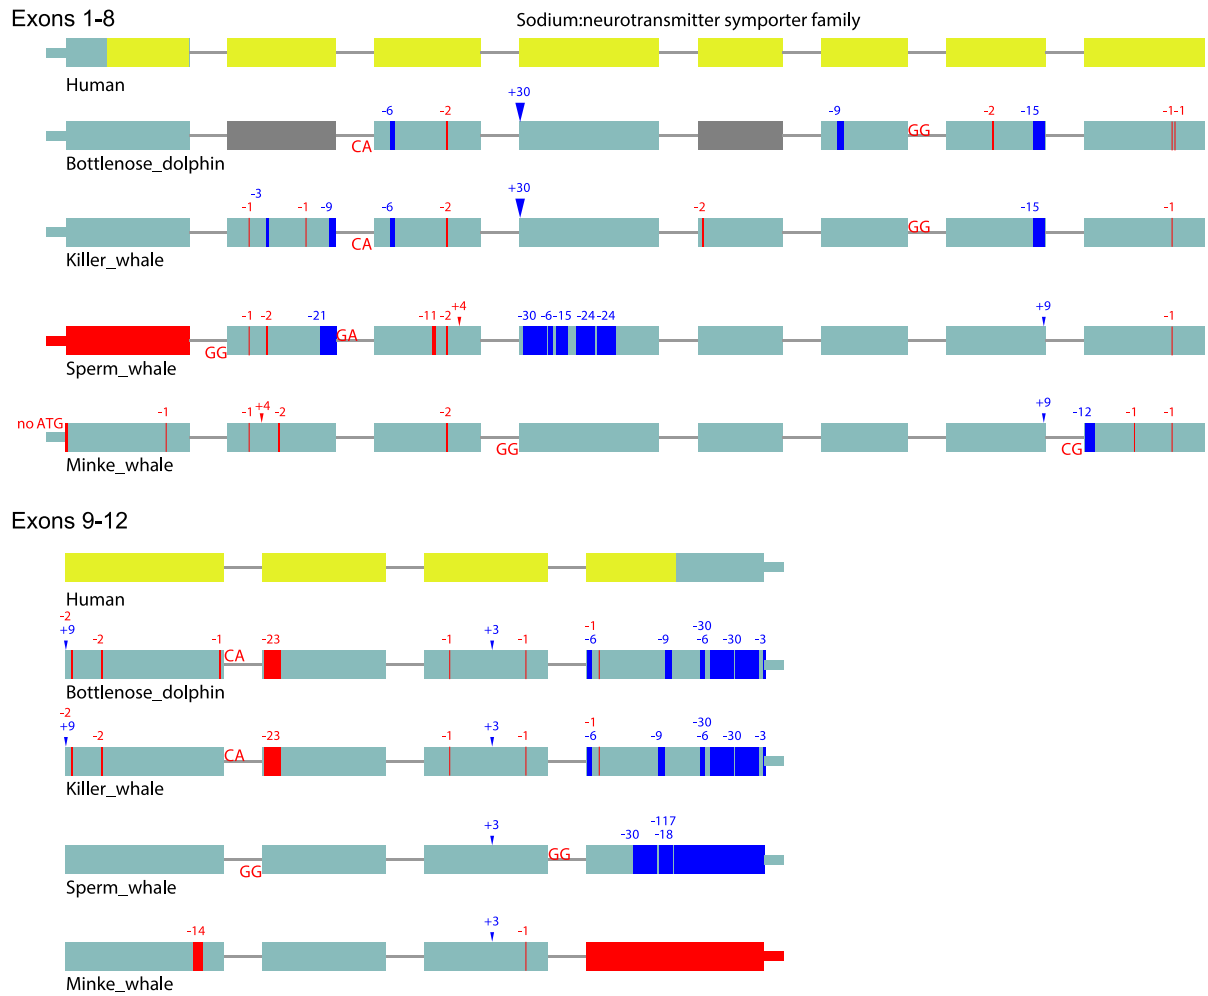 Exons 1-8
Sodium:neurotransmitter symporter family
Human
+30
-6 -2 -9 -2 -15 -1-1
CA GG
Bottlenose_dolphin
+30
-3
-1 -1 -9 -6 -2 -2 -15 -1
CA GG
Killer_whale
+4 +9
-1 -2 -21 -11 -2 -30 -6 -15 -24 -24 -1
GG GA
Sperm_whale
no ATG -1 -1 +4 -2 -2 +9 -12 -1 -1
GG CG
Minke_whale
Exons 9-12
Human
-2 -1 -30
+9 -2 -1 -23 -1 +3 -1 -6 -9 -6 -30 -3
CA
Bottlenose_dolphin
-2 -1 -30
+9 -2 -23 -1 +3 -1 -6 -9 -6 -30 -3
CA
Killer_whale
-117
+3 -30 -18
GG GG
Sperm_whale
-14 +3 -1
Minke_whale